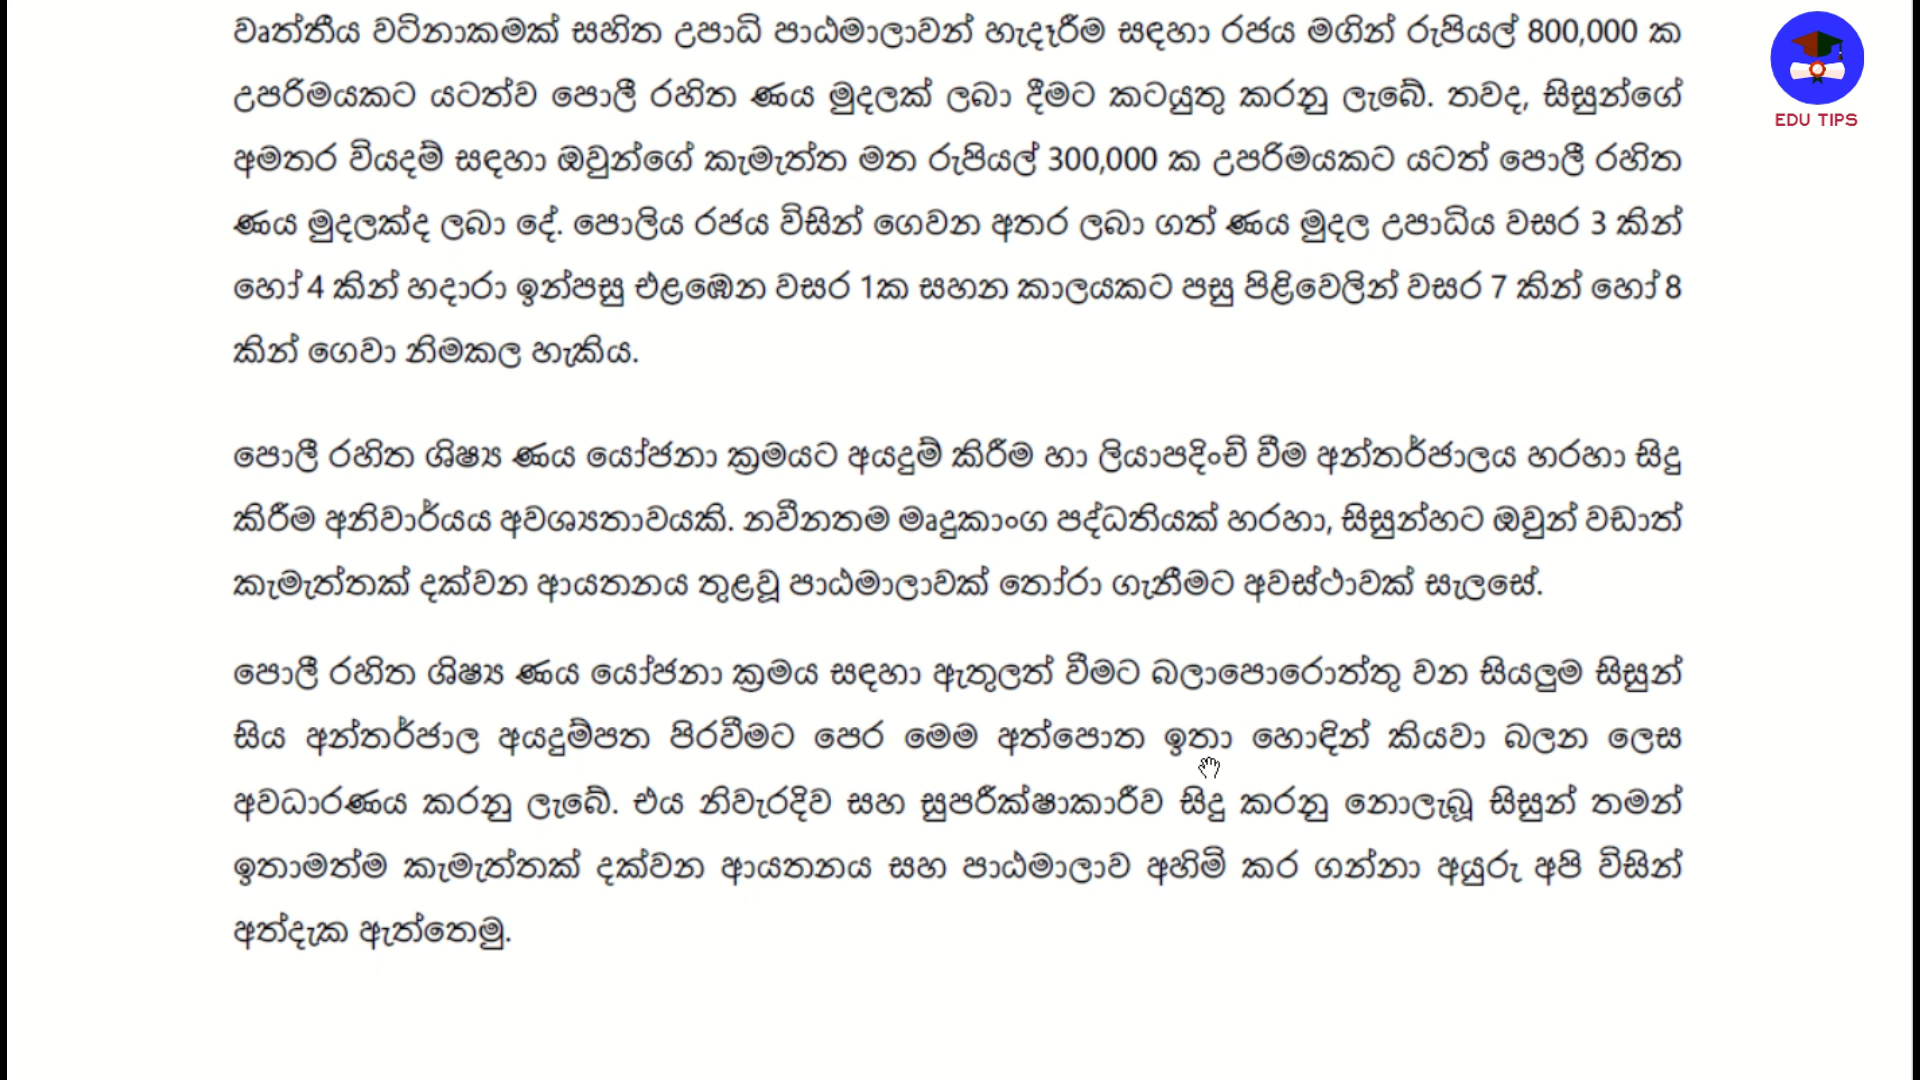 වෘත්තීය වටිනාකමක් සහිත උපාධි පාඨමාලාවන් හැදෑරීම සඳහා රජය මගින් රුපියල් 800,000 ක
උපරිමයකට යටත්ව පොලී රහිත ණය මුදලක් ලබා දීමට කටයුතු කරනු ලැබේ. තවද, සිසුන්ගේ
අමතර වියදම් සඳහා ඔවුන්ගේ කැමැත්ත මත රුපියල් 300,000 ක උපරිමයකට යටත් පොලී රහිත
ණය මුදලක්ද ලබා දේ. පොලිය රජය විසින් ගෙවන අතර ලබා ගත් ණය මුදල උපාධිය වසර 3 කින්
හෝ 4 කින් හදාරා ඉන්පසු එළඹෙන වසර 1ක සහන කාලයකට පසු පිළිවෙලින් වසර 7 කින් හෝ 8
කින් ගෙවා නිමකල හැකිය.
පොලී රහිත ශිෂ්‍ය ණය යෝජනා ක්‍රමයට අයදුම් කිරීම හා ලියාපදිංචි වීම අන්තර්ජාලය හරහා සිදු
කිරීම අනිවාර්යය අවශ්‍යතාවයකි. නවීනතම මෘදුකාංග පද්ධතියක් හරහා, සිසුන්හට ඔවුන් වඩාත්
කැමැත්තක් දක්වන ආයතනය තුළවූ පාඨමාලාවක් තෝරා ගැනීමට අවස්ථාවක් සැලසේ.
පොලී රහිත ශිෂ්‍ය ණය යෝජනා ක්‍රමය සඳහා ඇතුලත් වීමට බලාපොරොත්තු වන සියලුම සිසුන්
සිය අන්තර්ජාල අයදුම්පත පිරවීමට පෙර මෙම අත්පොත ඉතා හොඳින් කියවා බලන ලෙස
අවධාරණය කරනු ලැබේ. එය නිවැරදිව සහ සුපරීක්ෂාකාරීව සිදු කරනු නොලැබූ සිසුන් තමන්
ඉතාමත්ම කැමැත්තක් දක්වන ආයතනය සහ පාඨමාලාව අහිමි කර ගන්නා අයුරු අපි විසින්
අත්දැක ඇත්තෙමු.
EDU TIPS